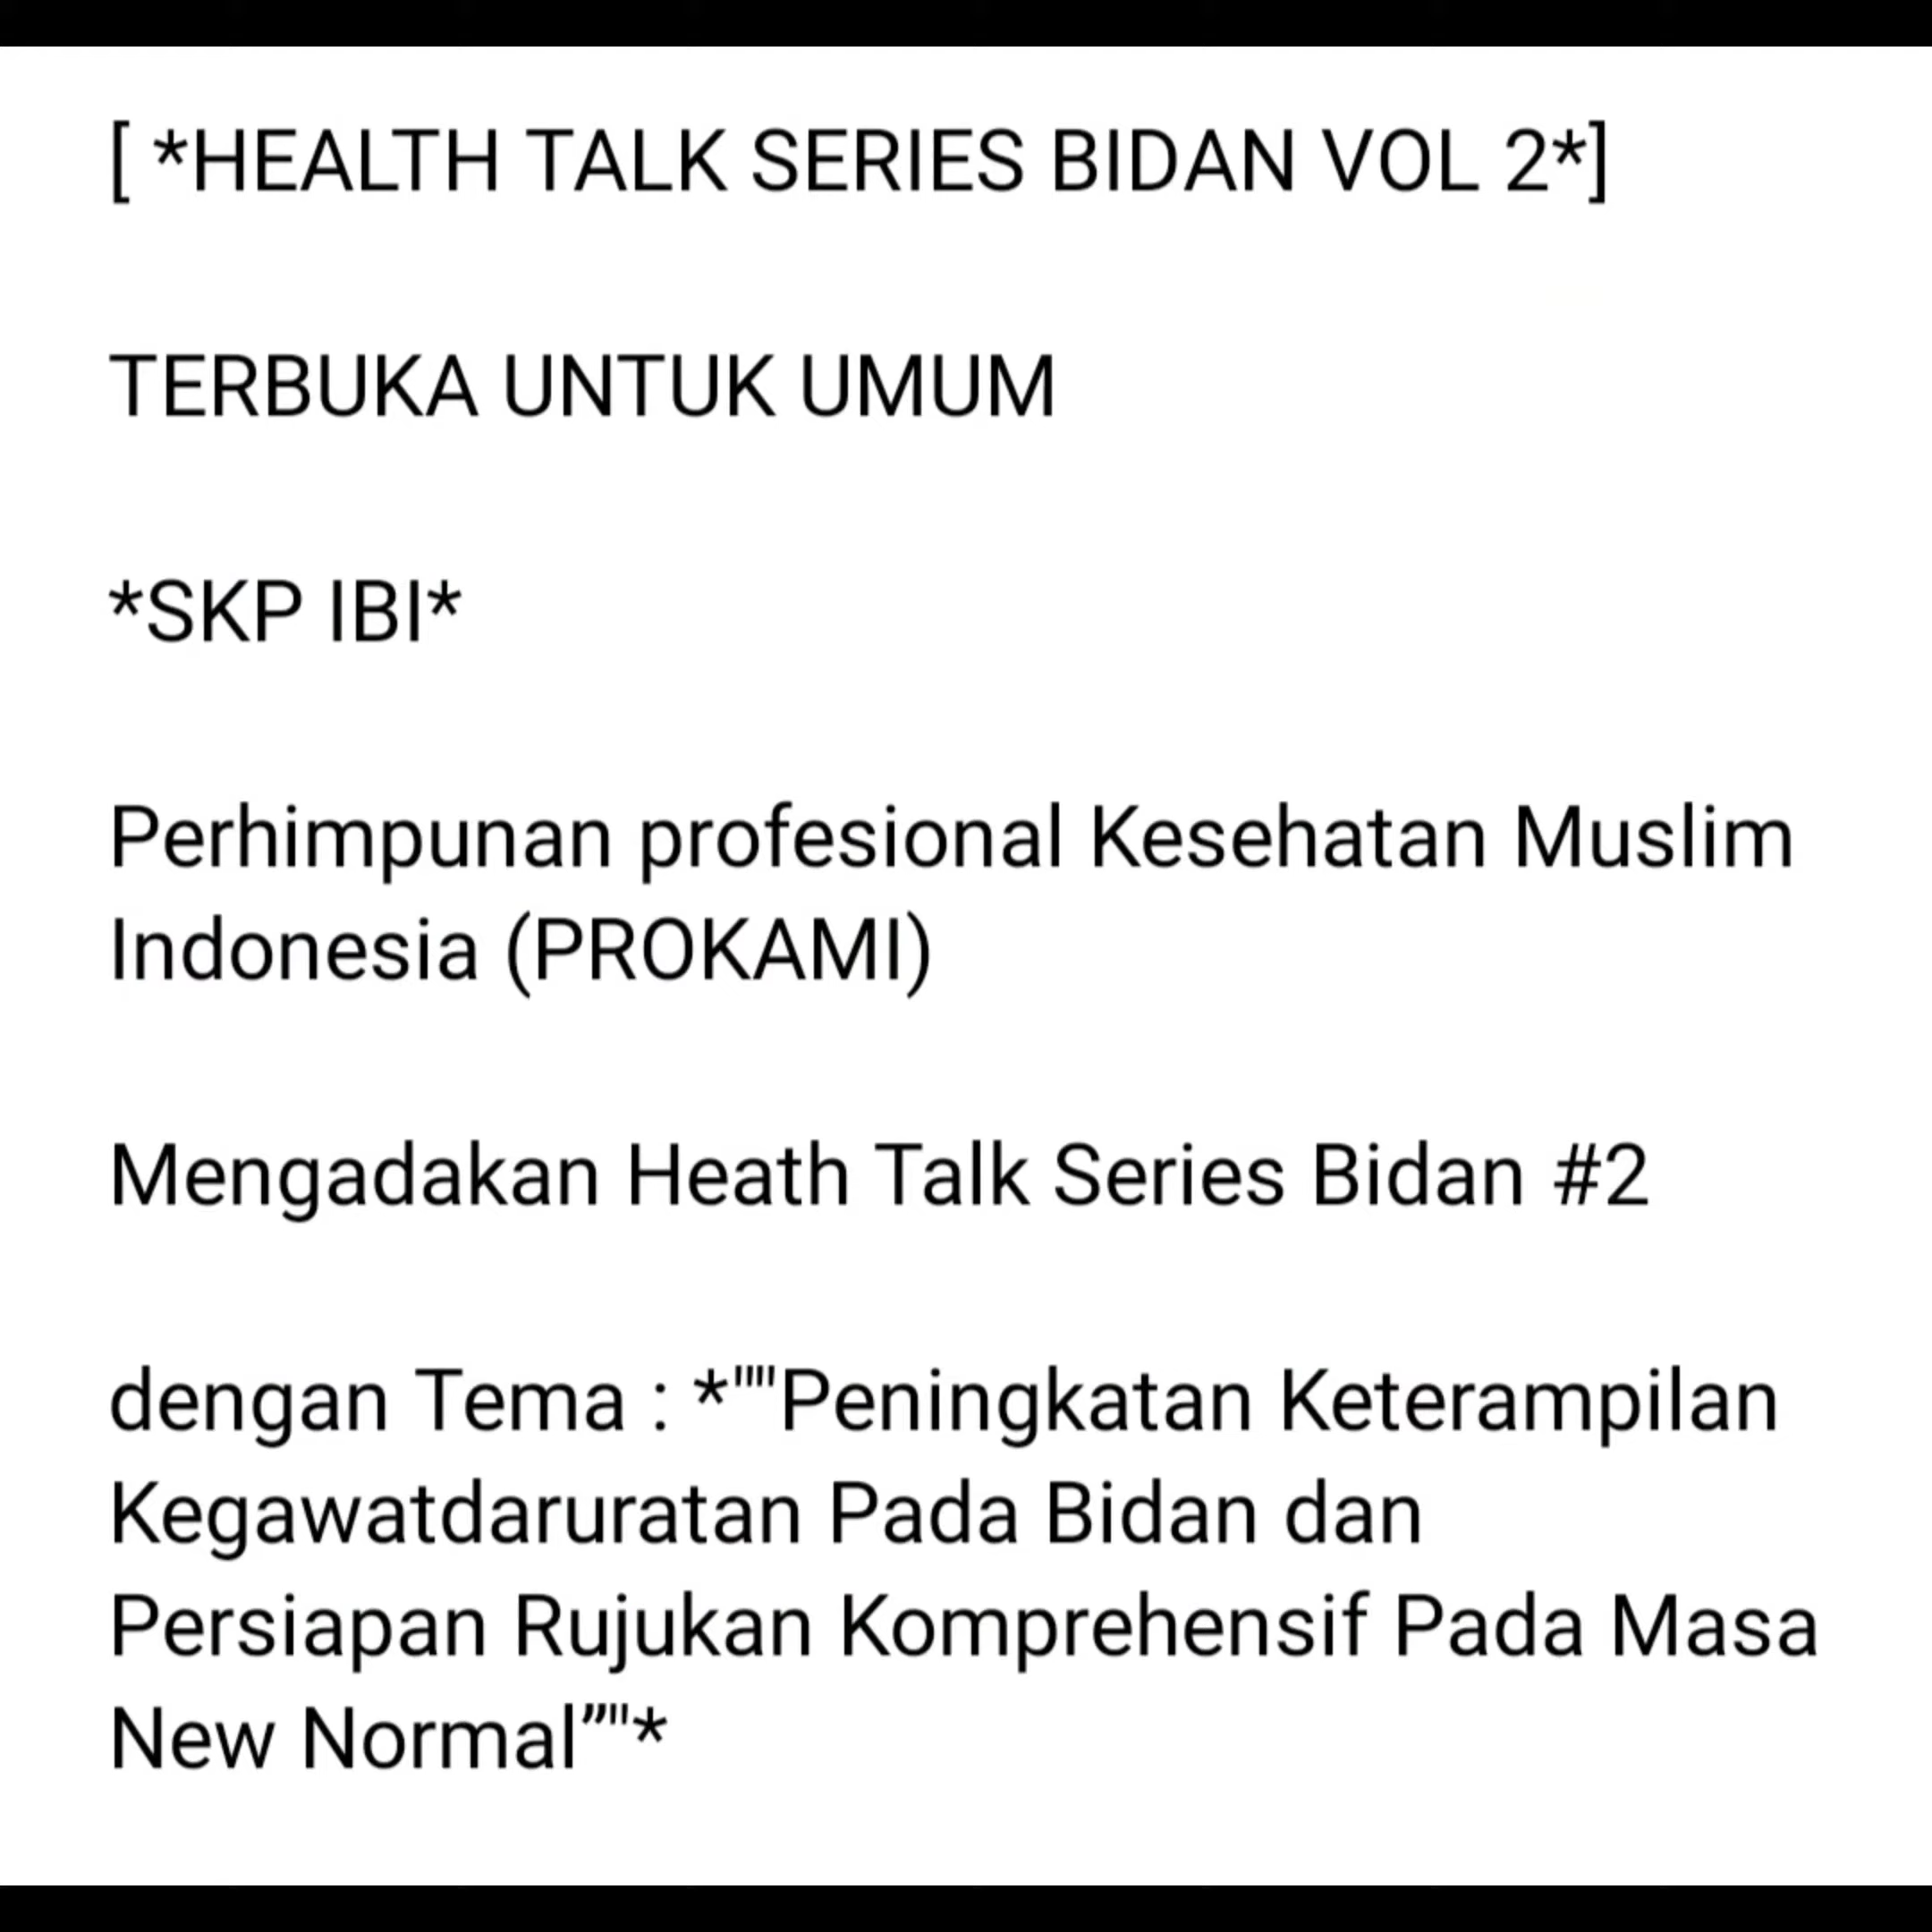 [ *HEALTH TALK SERIES BIDAN VOL 2*]
TERBUKA UNTUK UMUM
*SKP IBI*
Perhimpunan profesional Kesehatan Muslim
Indonesia (PROKAMI)
Mengadakan Heath Talk Series Bidan #2
dengan Tema : *""Peningkatan Keterampilan
Kegawatdaruratan Pada Bidan dan
Persiapan Rujukan Komprehensif Pada Masa
New Normal”"*